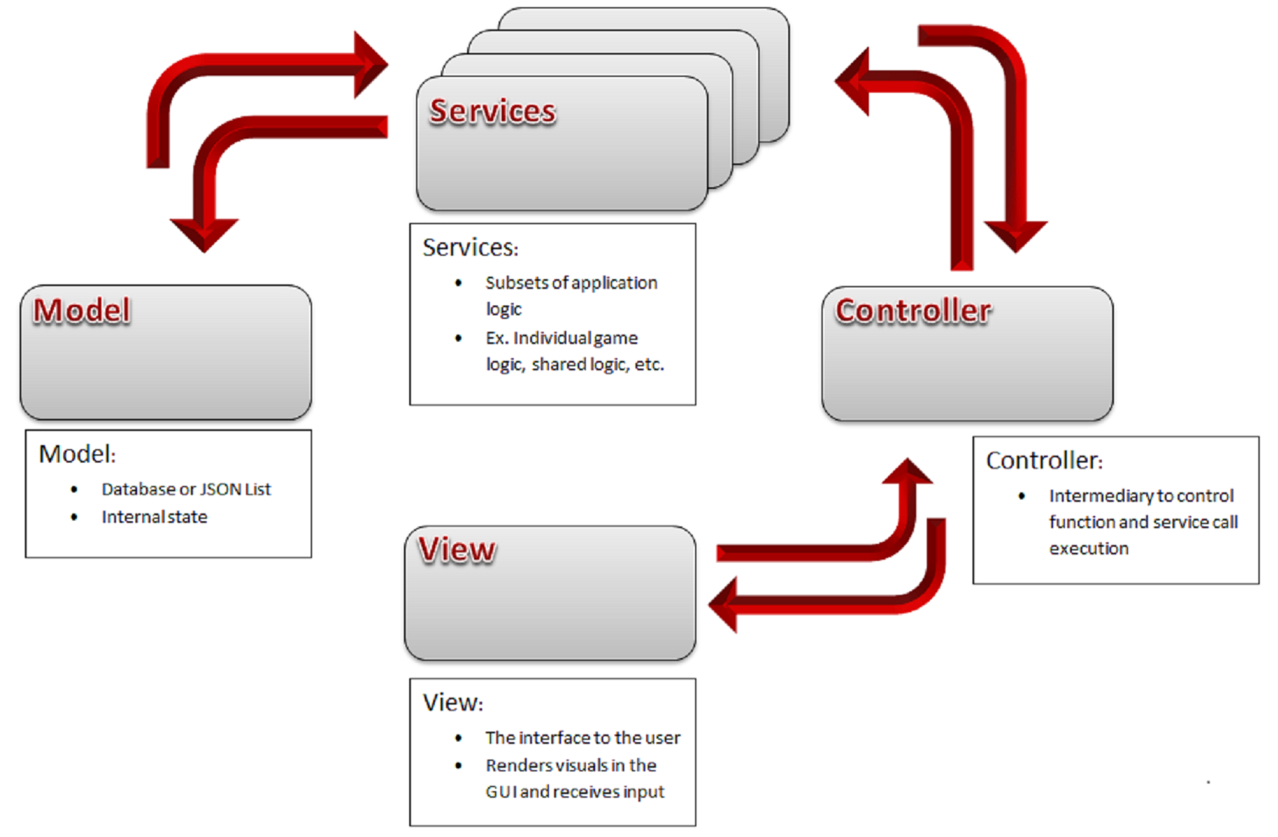 Services
Services:
• Subsets of application
logic
• Ex. Individual game
logic, shared logic, etc.
Model
Model:
• Database or JSON List
• Internal state
Controller
Controller:
• Intermediary to control
function and service call
execution
View
View:
• The interface to the user
• Renders visuals in the
GUI and receives input